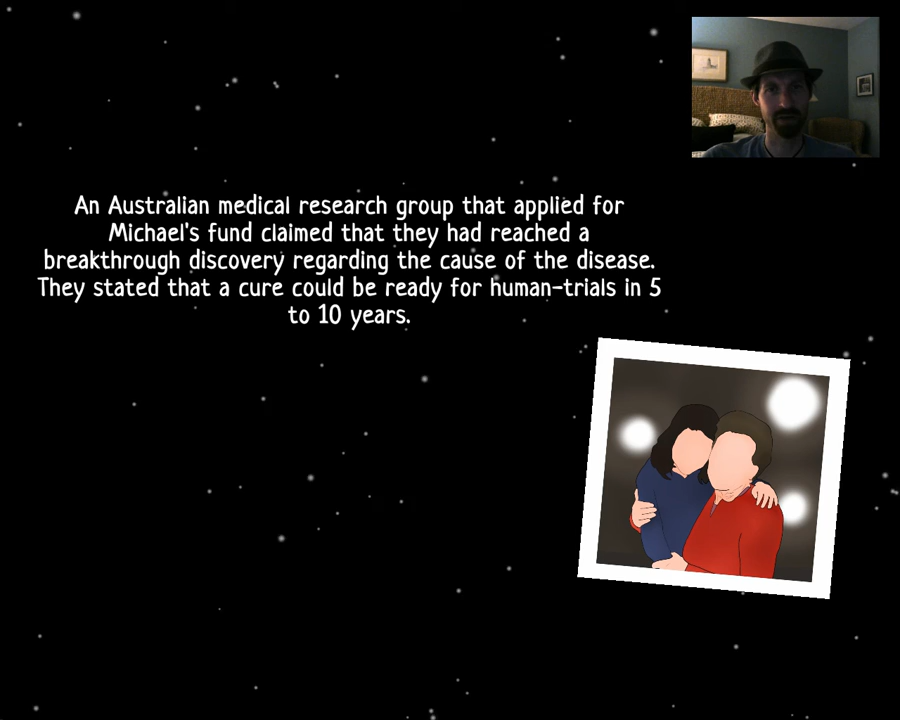 An Australian medical research group that applied for
Michael's fund claimed that they had reached a
breakthrough discovery regarding the cause of the disease.
They stated that a cure could be ready for human-trials in 5
to 10 years.